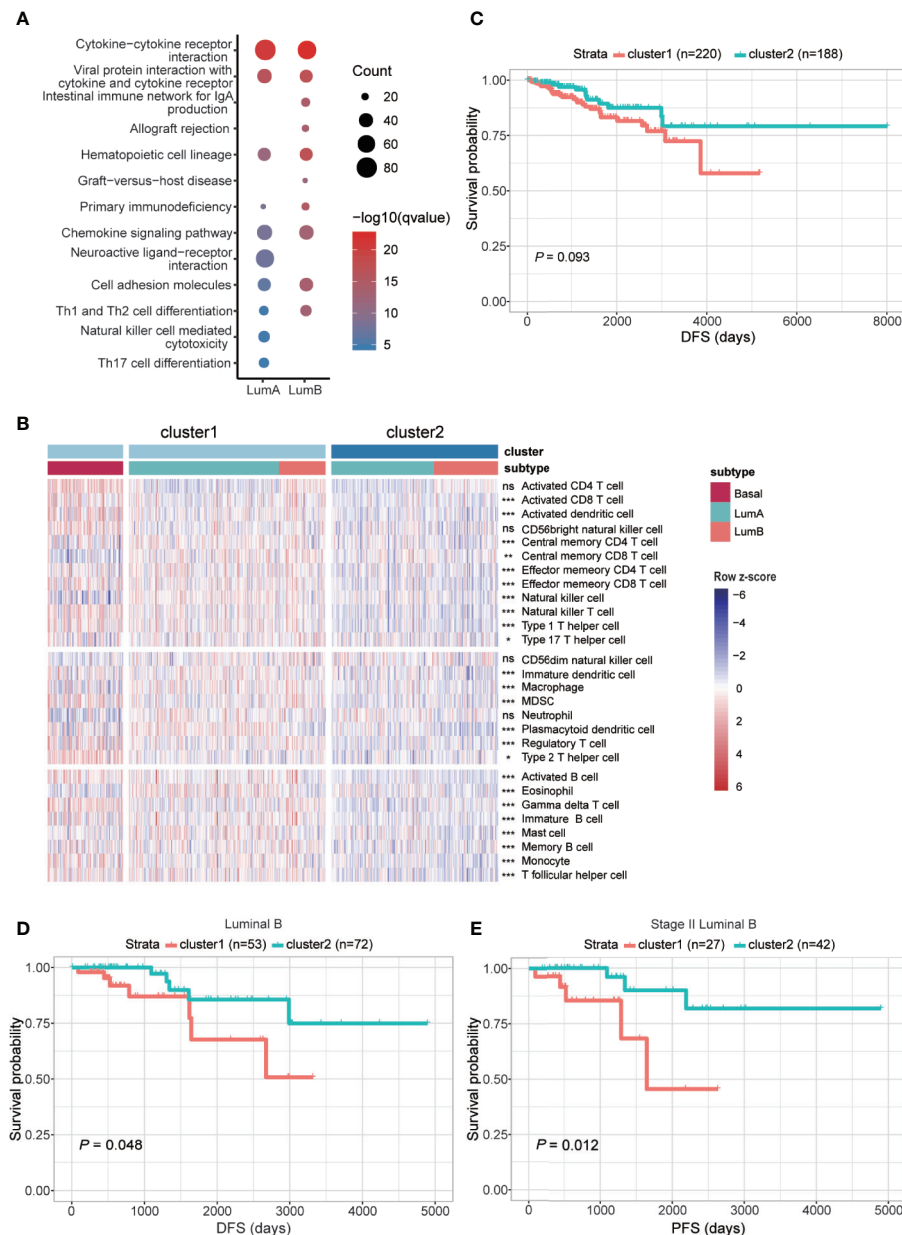 A
Cytokine−cytokine receptor
interaction
Viral protein interaction with
cytokine and cytokine receptor
Intestinal immune network for IgA
production
Allograft rejection
Hematopoietic cell lineage
Graft−versus−host disease
Primary immunodeficiency
Chemokine signaling pathway
Neuroactive ligand−receptor
interaction
Cell adhesion molecules
Th1 and Th2 cell differentiation
Natural killer cell mediated
cytotoxicity
Th17 cell differentiation
LumA LumB
Count
20
40
60
80
−log10(qvalue)
20
15
10
5
C
Strata cluster1 (n=220) cluster2 (n=188)
Survival probability
1.00
0.75
0.50
0.25
0.00
P = 0.093
0 2000 4000 6000 8000
DFS (days)
B
cluster1 cluster2
cluster
subtype
ns Activated CD4 T cell
*** Activated CD8 T cell
*** Activated dendritic cell
ns CD56bright natural killer cell
*** Central memory CD4 T cell
** Central memory CD8 T cell
*** Effector memeory CD4 T cell
*** Effector memeory CD8 T cell
*** Natural killer cell
*** Natural killer T cell
*** Type 1 T helper cell
* Type 17 T helper cell
ns CD56dim natural killer cell
*** Immature dendritic cell
*** Macrophage
*** MDSC
ns Neutrophil
*** Plasmacytoid dendritic cell
*** Regulatory T cell
* Type 2 T helper cell
*** Activated B cell
*** Eosinophil
*** Gamma delta T cell
*** Immature B cell
*** Mast cell
*** Memory B cell
*** Monocyte
*** T follicular helper cell
subtype
Basal
LumA
LumB
Row z-score
−6
−4
−2
0
2
4
6
D
Luminal B
Strata cluster1 (n=53) cluster2 (n=72)
Survival probability
1.00
0.75
0.50
0.25
0.00
P = 0.048
0 1000 2000 3000 4000 5000
DFS (days)
E
Stage II Luminal B
Strata cluster1 (n=27) cluster2 (n=42)
Survival probability
1.00
0.75
0.50
0.25
0.00
P = 0.012
0 1000 2000 3000 4000 5000
PFS (days)